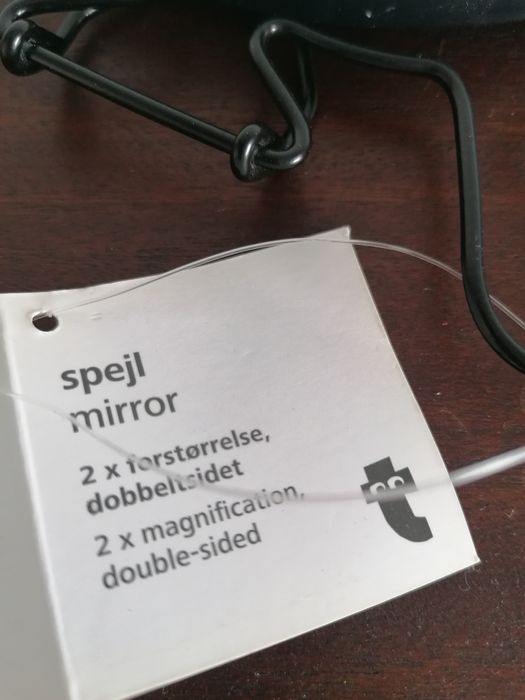 spejl
mirror
2 x forstørrelse,
dobbeltsidet
2 x magnification,
double-sided